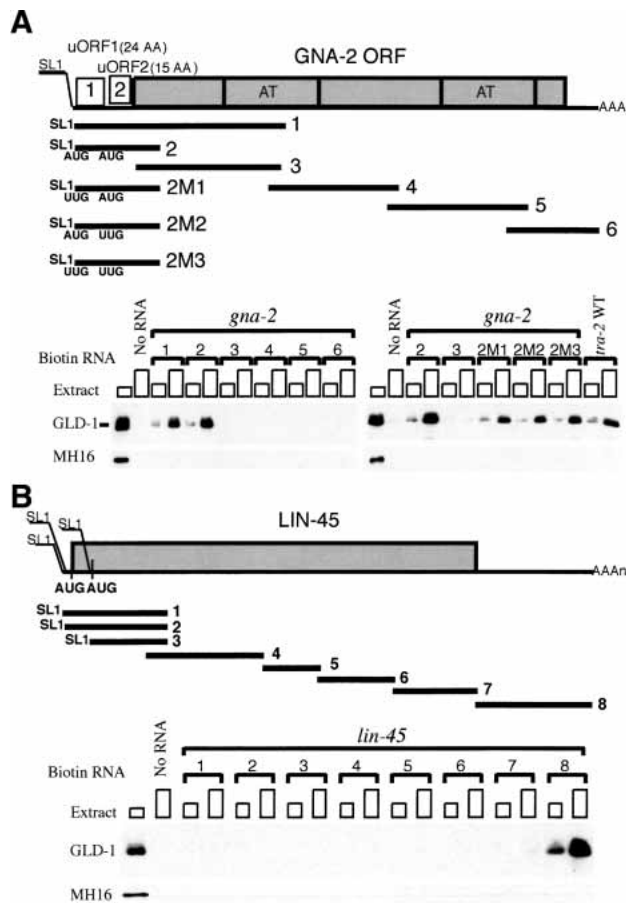 A
uORF1(24 AA)
GNA-2 ORF
SL1
uORF2(15 AA)
1 2 AT AT
AAA
SL1 1
SL1 2
AUG AUG
3
SL1 2M1
UUG AUG
4
5
SL1 2M2
AUG UUG
6
SL1 2M3
UUG UUG
No RNA gna-2 No RNA gna-2 tra-2 WT
Biotin RNA 1 2 3 4 5 6 2 3 2M1 2M2 2M3
Extract
GLD-1
MH16
B
SL1 SL1
SL1
LIN-45
AAAn
AUG AUG
SL1 1
SL1 2
SL1 3
4
5
6
7
8
No RNA lin-45
Biotin RNA 1 2 3 4 5 6 7 8
Extract
GLD-1
MH16